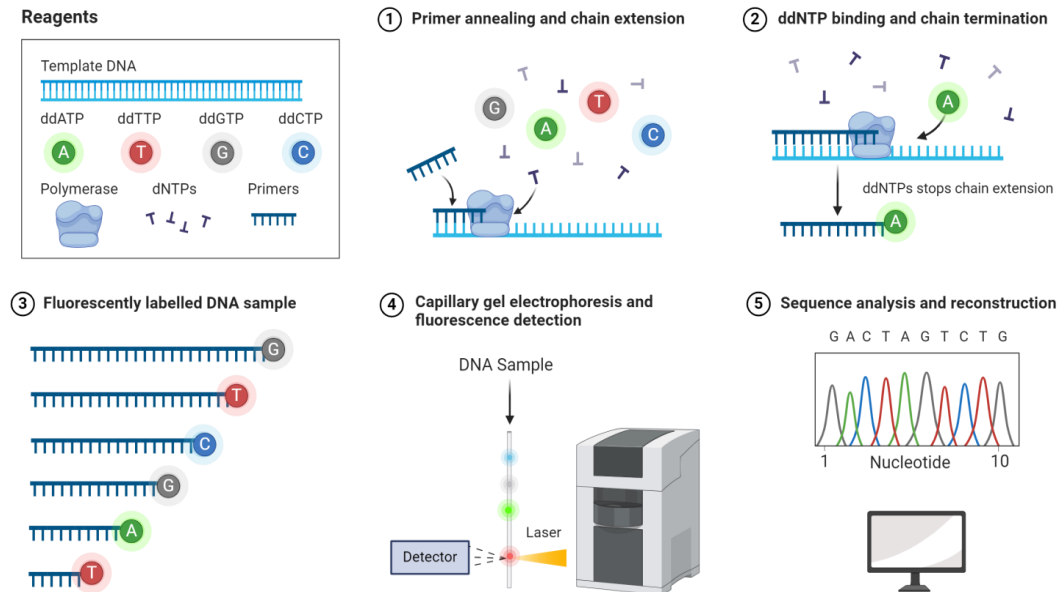 Reagents
Template DNA
ddATP ddTTP ddGTP ddCTP
A T G C
Polymerase dNTPs Primers
1 Primer annealing and chain extension
G A T C
2 ddNTP binding and chain termination
A
ddNTPs stops chain extension
A
3 Fluorescently labelled DNA sample
G
T
C
G
A
T
4 Capillary gel electrophoresis and
fluorescence detection
DNA Sample
Laser
Detector
5 Sequence analysis and reconstruction
G A C T A G T C T G
1 Nucleotide 10